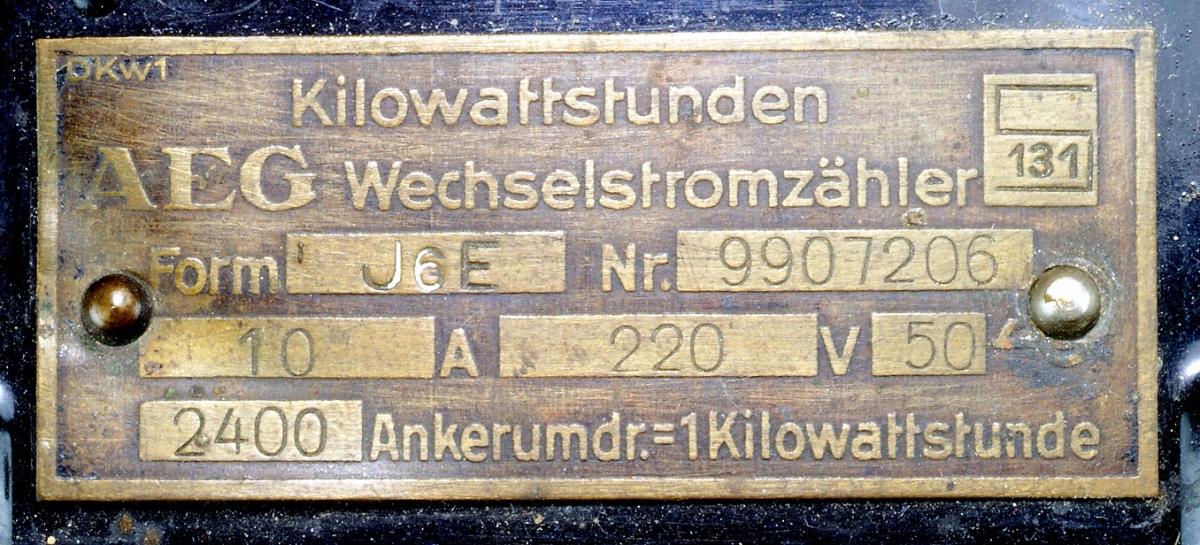 DKW1
Kilowattstunden
AEG Wechselstromzähler
131
Form J6E Nr. 9907206
10 A 220 V 50
2400 Ankerumdr.=1Kilowattstunde